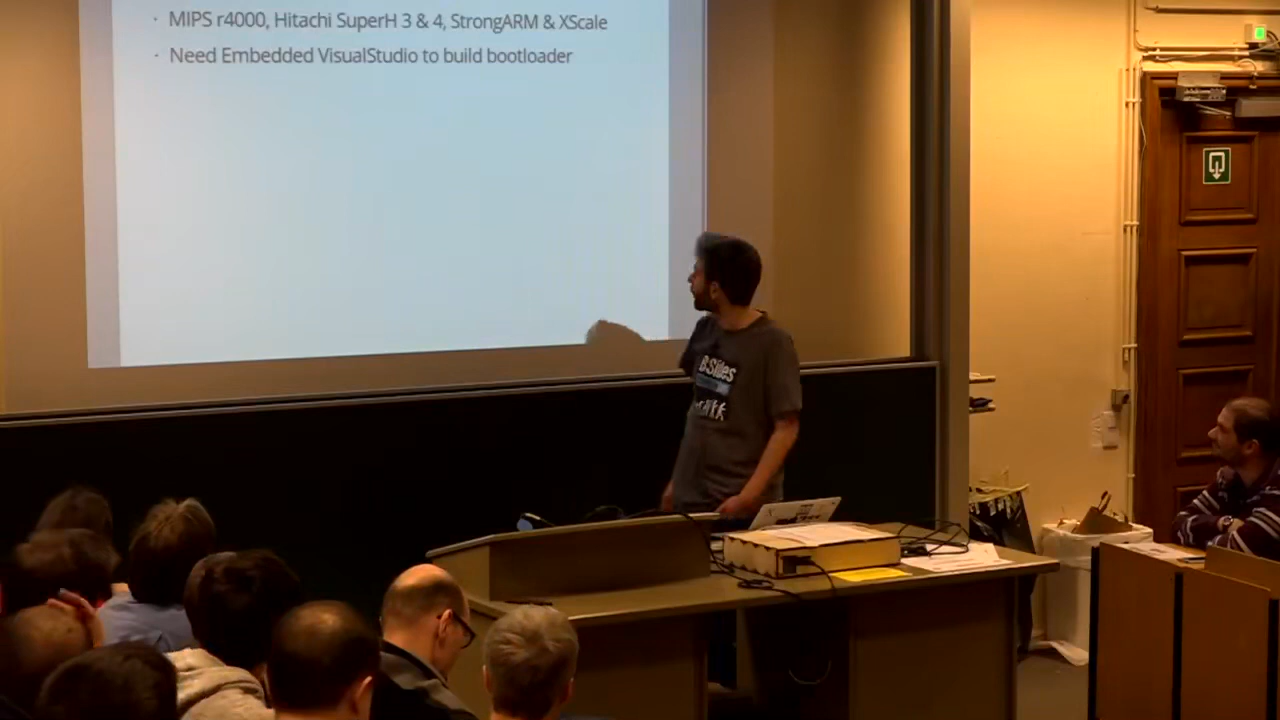 · MIPS r4000, Hitachi SuperH 3 & 4, StrongARM & XScale
· Need Embedded VisualStudio to build bootloader
BSides